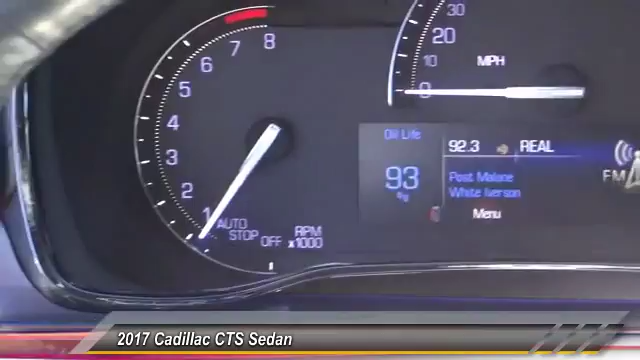 30
20
10
0
MPH
8
7
6
5
4
3
2
1
AUTO
STOP
OFF
RPM
x1000
Oil Life
93
%
92.3 REAL
Post Malone
White Iverson
Menu
FM
2017 Cadillac CTS Sedan